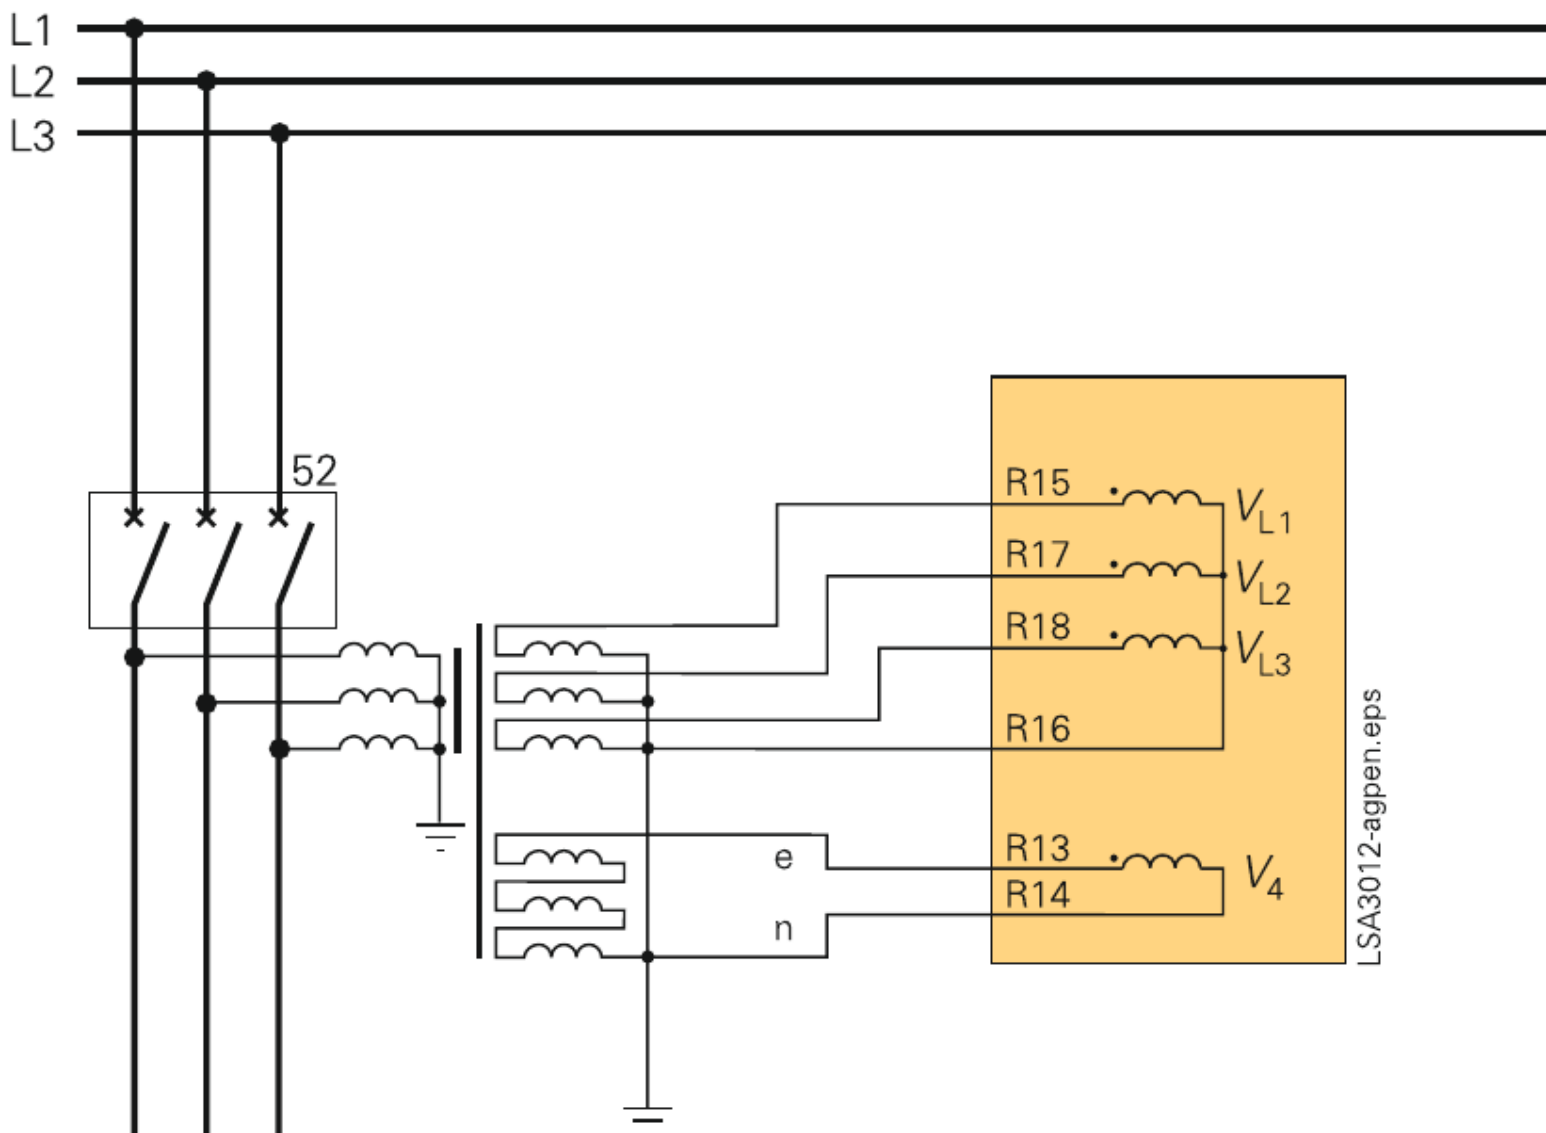 L1
L2
L3
52
R15
VL1
R17
VL2
R18
VL3
R16
e
R13
V4
R14
n
LSA3012-agpen.eps